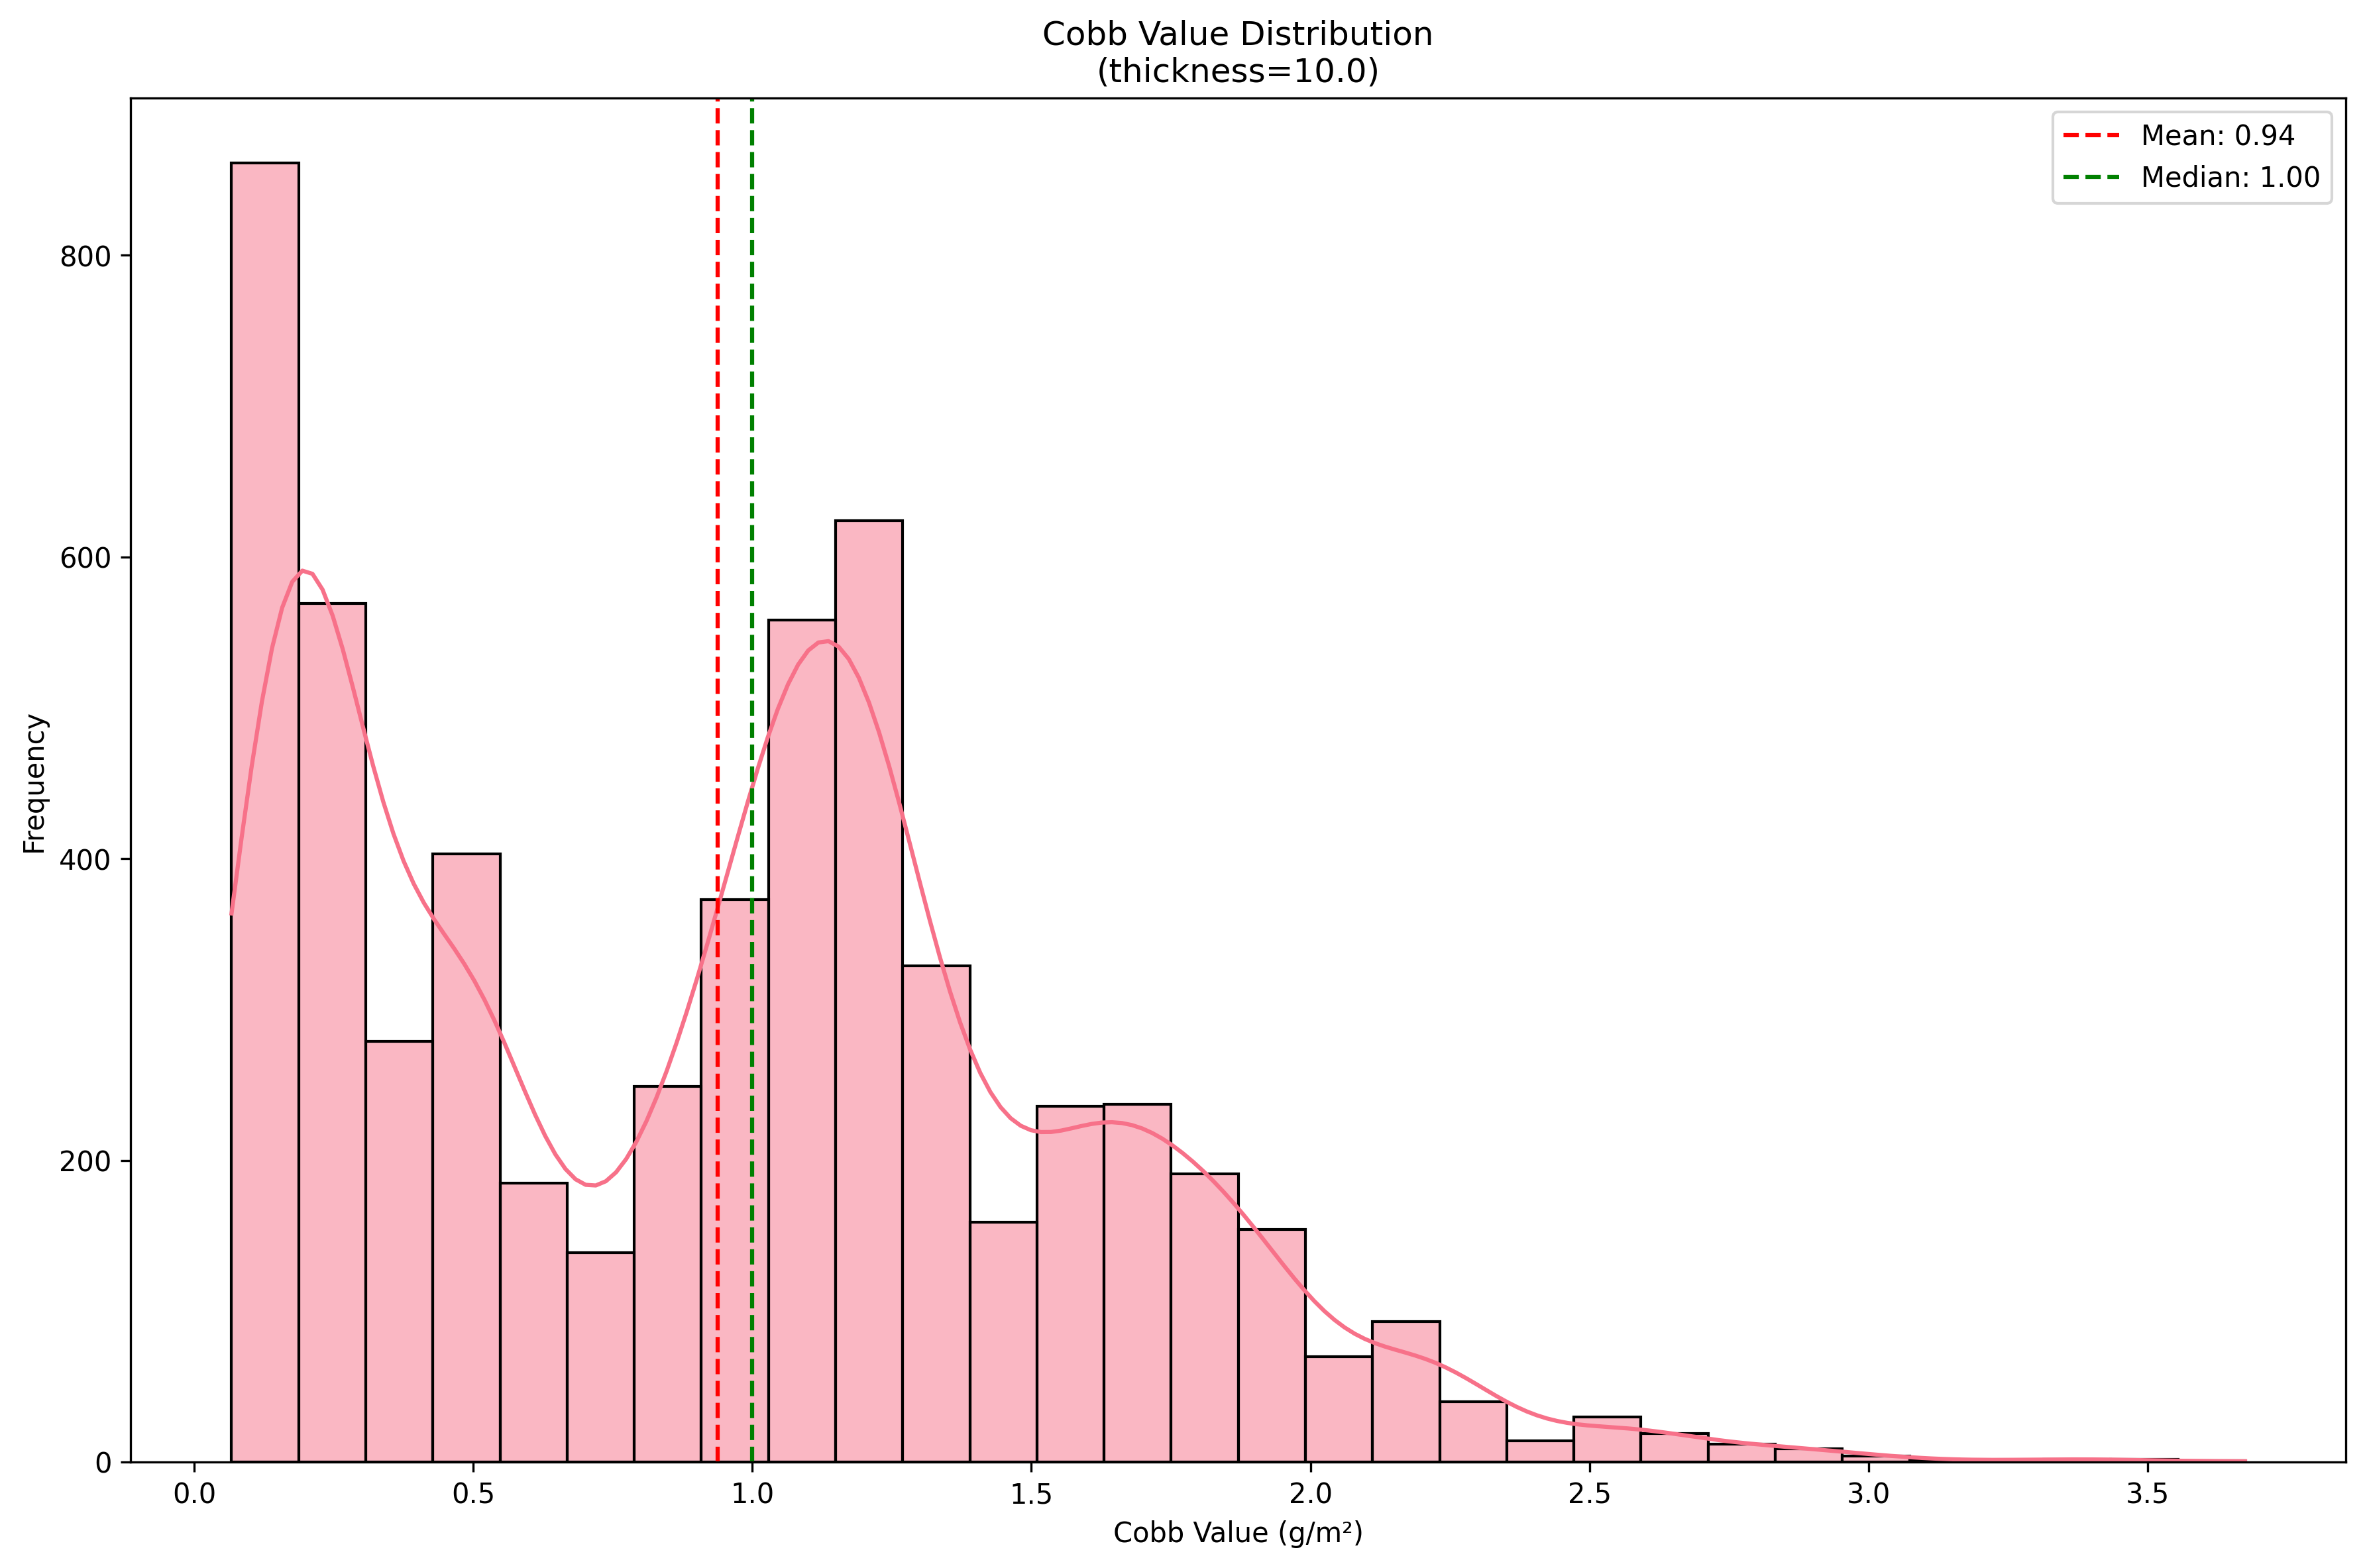 Cobb Value Distribution
(thickness=10.0)
Mean: 0.94
Median: 1.00
Frequency
800
600
400
200
0
0.0 0.5 1.0 1.5 2.0 2.5 3.0 3.5
Cobb Value (g/m²)